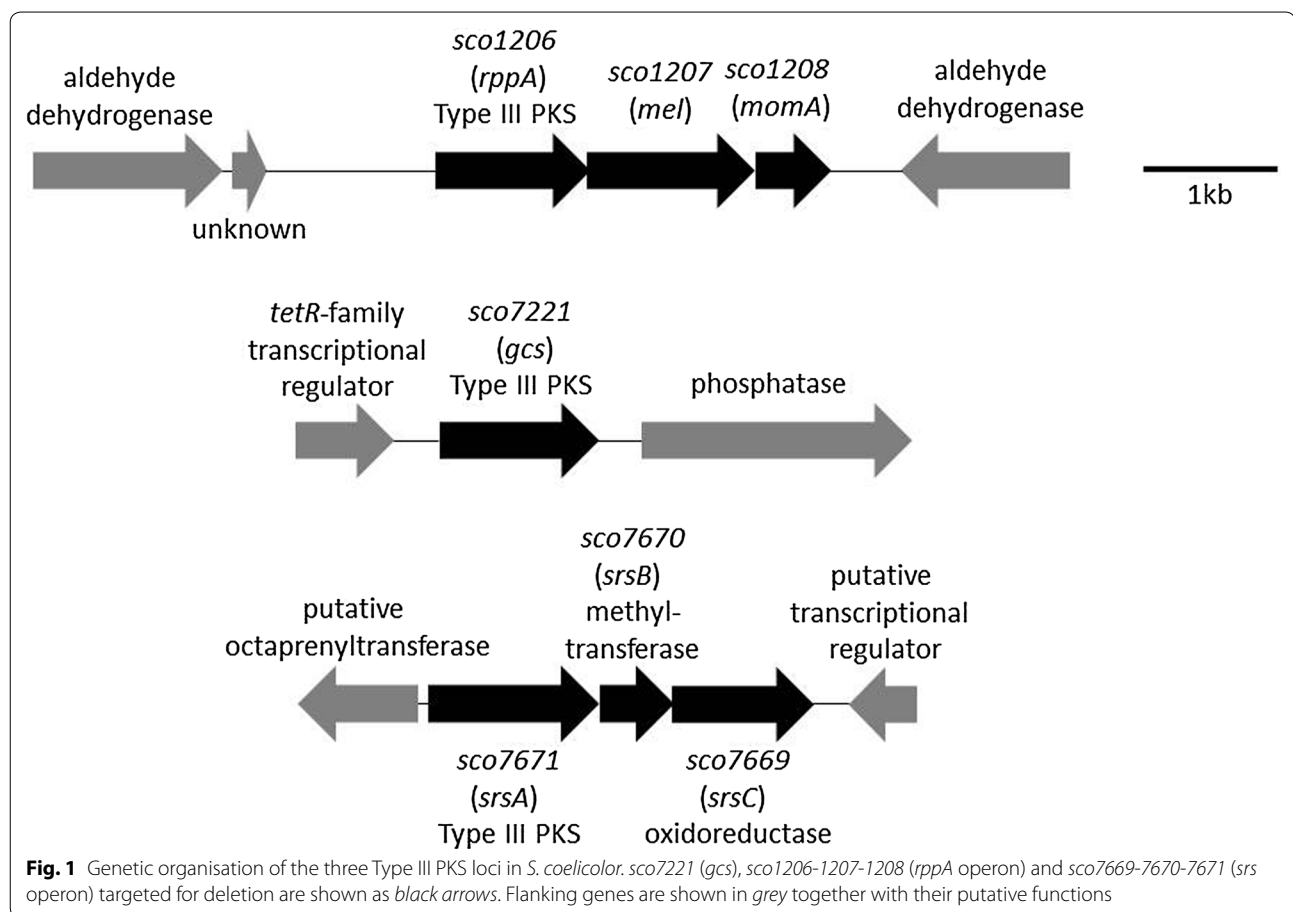 aldehyde
dehydrogenase
unknown
sco1206
(rppA)
Type III PKS
sco1207
(mel)
sco1208
(momA)
aldehyde
dehydrogenase
1kb
tetR-family
transcriptional
regulator
sco7221
(gcs)
Type III PKS
phosphatase
putative
octaprenyltransferase
sco7671
(srsA)
Type III PKS
sco7670
(srsB)
methyl-
transferase
sco7669
(srsC)
oxidoreductase
putative
transcriptional
regulator
Fig. 1 Genetic organisation of the three Type III PKS loci in S. coelicolor. sco7221 (gcs), sco1206-1207-1208 (rppA operon) and sco7669-7670-7671 (srs
operon) targeted for deletion are shown as black arrows. Flanking genes are shown in grey together with their putative functions